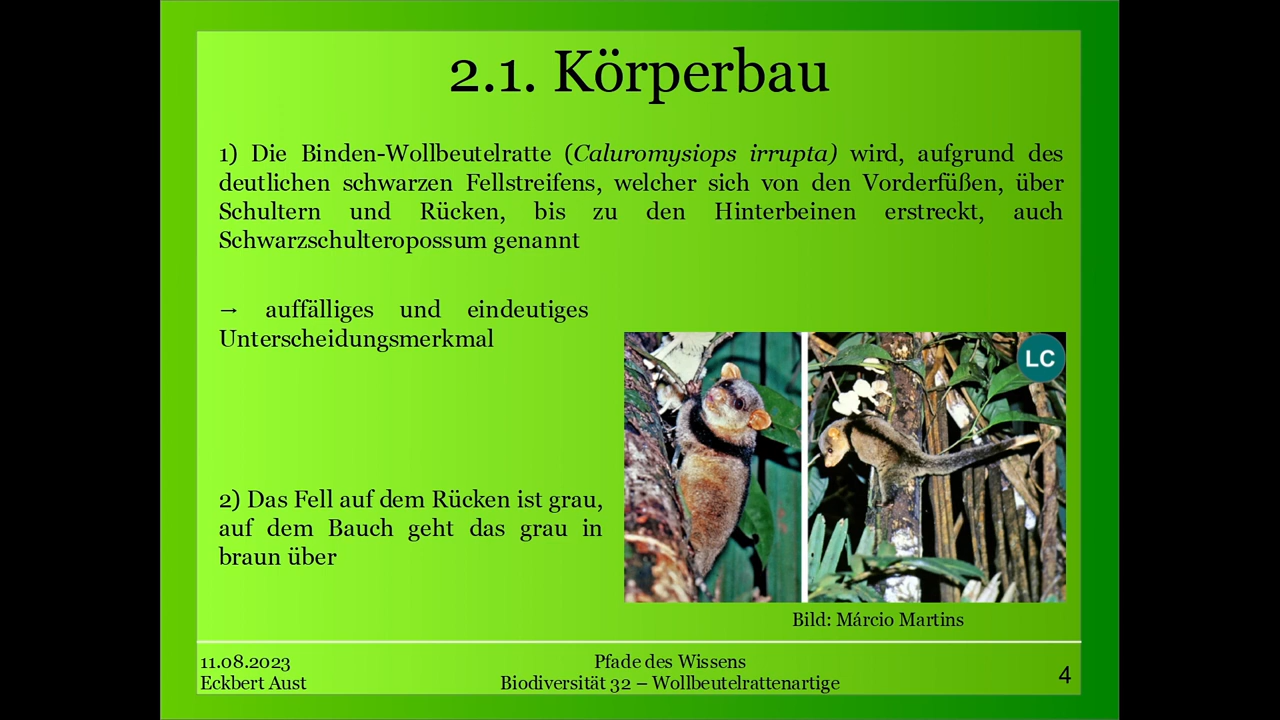 2.1. Körperbau
1) Die Binden-Wollbeutelratte (Caluromysiops irrupta) wird, aufgrund des
deutlichen schwarzen Fellstreifens, welcher sich von den Vorderfüßen, über
Schultern und Rücken, bis zu den Hinterbeinen erstreckt, auch
Schwarzschulteropossum genannt
→ auffälliges und eindeutiges
Unterscheidungsmerkmal
LC
2) Das Fell auf dem Rücken ist grau,
auf dem Bauch geht das grau in
braun über
Bild: Márcio Martins
11.08.2023
Eckbert Aust
Pfade des Wissens
Biodiversität 32 – Wollbeutelrattenartige
4